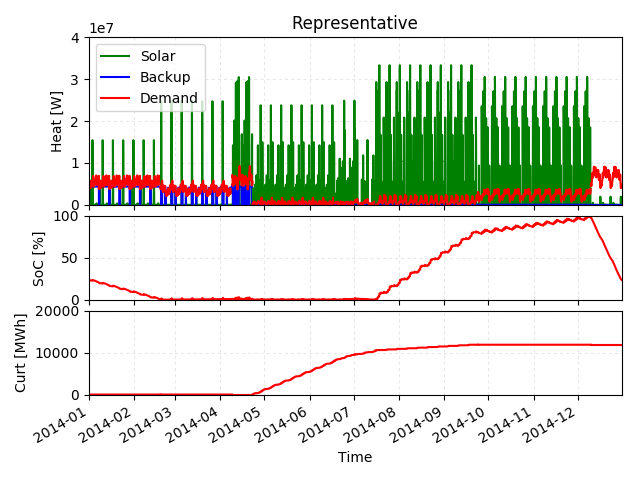 Representative
1e7
4
3
2
1
0
Heat [W]
Solar
Backup
Demand
100
50
0
SoC [%]
20000
10000
0
Curt [MWh]
2014-01
2014-02
2014-03
2014-04
2014-05
2014-06
2014-07
2014-08
2014-09
2014-10
2014-11
2014-12
Time